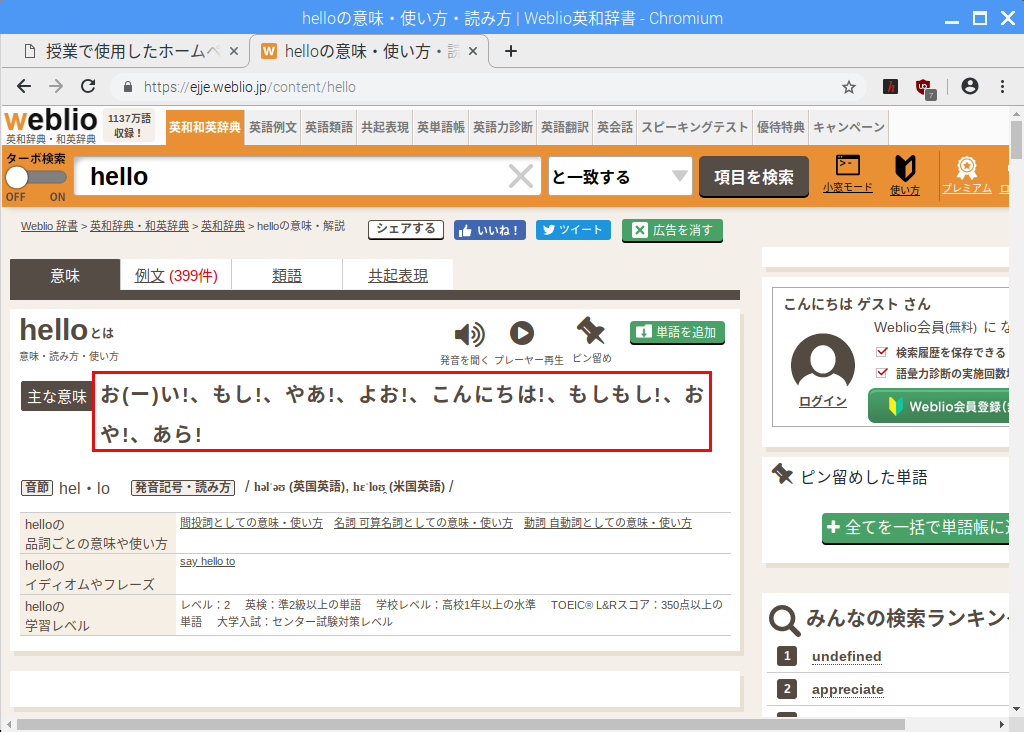 helloの意味・使い方・読み方 | Weblio英和辞書 - Chromium
授業で使用したホームペ
helloの意味・使い方・読
https://ejje.weblio.jp/content/hello
7
weblio
英和辞典・和英辞典
1137万語
収録！
英和和英辞典 英語例文 英語類語 共起表現 英単語帳 英語力診断 英語翻訳 英会話 スピーキングテスト 優待特典 キャンペーン
ターボ検索
OFF ON
hello
と一致する
項目を検索
小窓モード
使い方
プレミアム
Weblio 辞書 > 英和辞典・和英辞典 > 英和辞典 > helloの意味・解説
シェアする
いいね！
ツイート
広告を消す
意味 例文 (399件) 類語 共起表現
helloとは
意味・読み方・使い方
発音を聞く プレーヤー再生 ピン留め
単語を追加
主な意味
お(ー)い!、もし!、やあ!、よお!、こんにちは!、もしもし!、お
や!、あら!
音節 hel・lo 発音記号・読み方 / həlˈəʊ (英国英語), hɛˈloʊˌ (米国英語) /
helloの
品詞ごとの意味や使い方
間投詞としての意味・使い方 名詞 可算名詞としての意味・使い方 動詞 自動詞としての意味・使い方
helloの
イディオムやフレーズ
say hello to
helloの
学習レベル
レベル：2 英検：準2級以上の単語 学校レベル：高校1年以上の水準 TOEIC® L&Rスコア：350点以上の
単語 大学入試：センター試験対策レベル
こんにちは ゲスト さん
Weblio会員(無料) に な
検索履歴を保存できる
語彙力診断の実施回数
ログイン
Weblio会員登録
ピン留めした単語
全てを一括で単語帳に
みんなの検索ランキン
1 undefined
2 appreciate